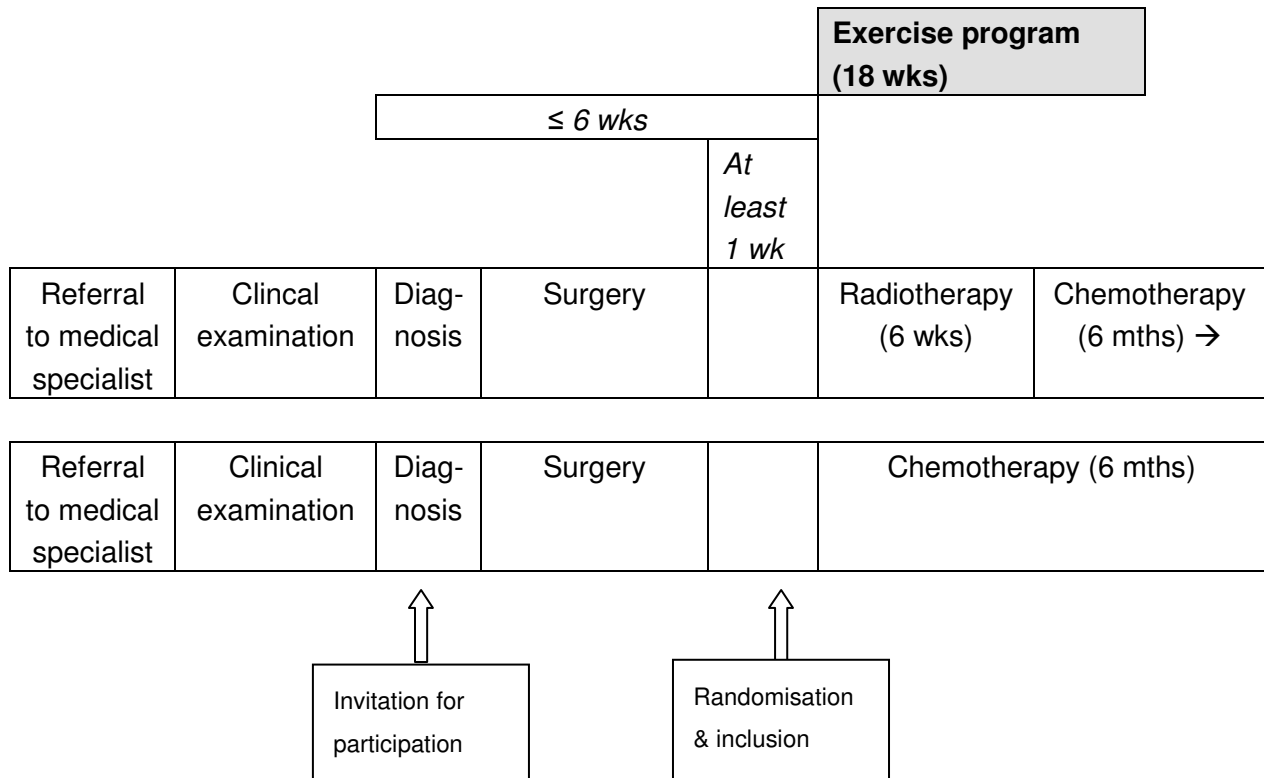 Exercise program
(18 wks)
≤ 6 wks
At
least
1 wk
Referral
to medical
specialist
Clincal
examination
Diag-
nosis
Surgery
Radiotherapy
(6 wks)
Chemotherapy
(6 mths) →
Referral
to medical
specialist
Clinical
examination
Diag-
nosis
Surgery
Chemotherapy (6 mths)
Invitation for
participation
Randomisation
& inclusion